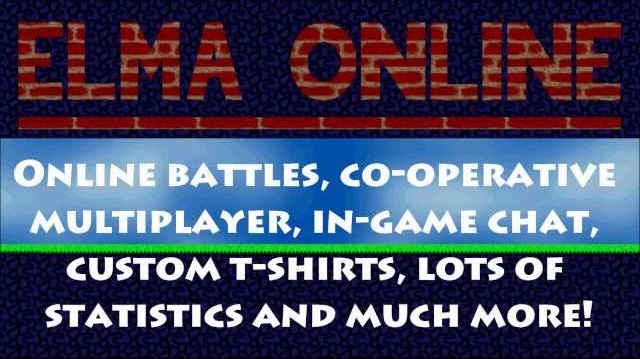 ELMA ONLINE
ONLINE BATTLES, CO-OPERATIVE
MULTIPLAYER, IN-GAME CHAT,
CUSTOM T-SHIRTS, LOTS OF
STATISTICS AND MUCH MORE!